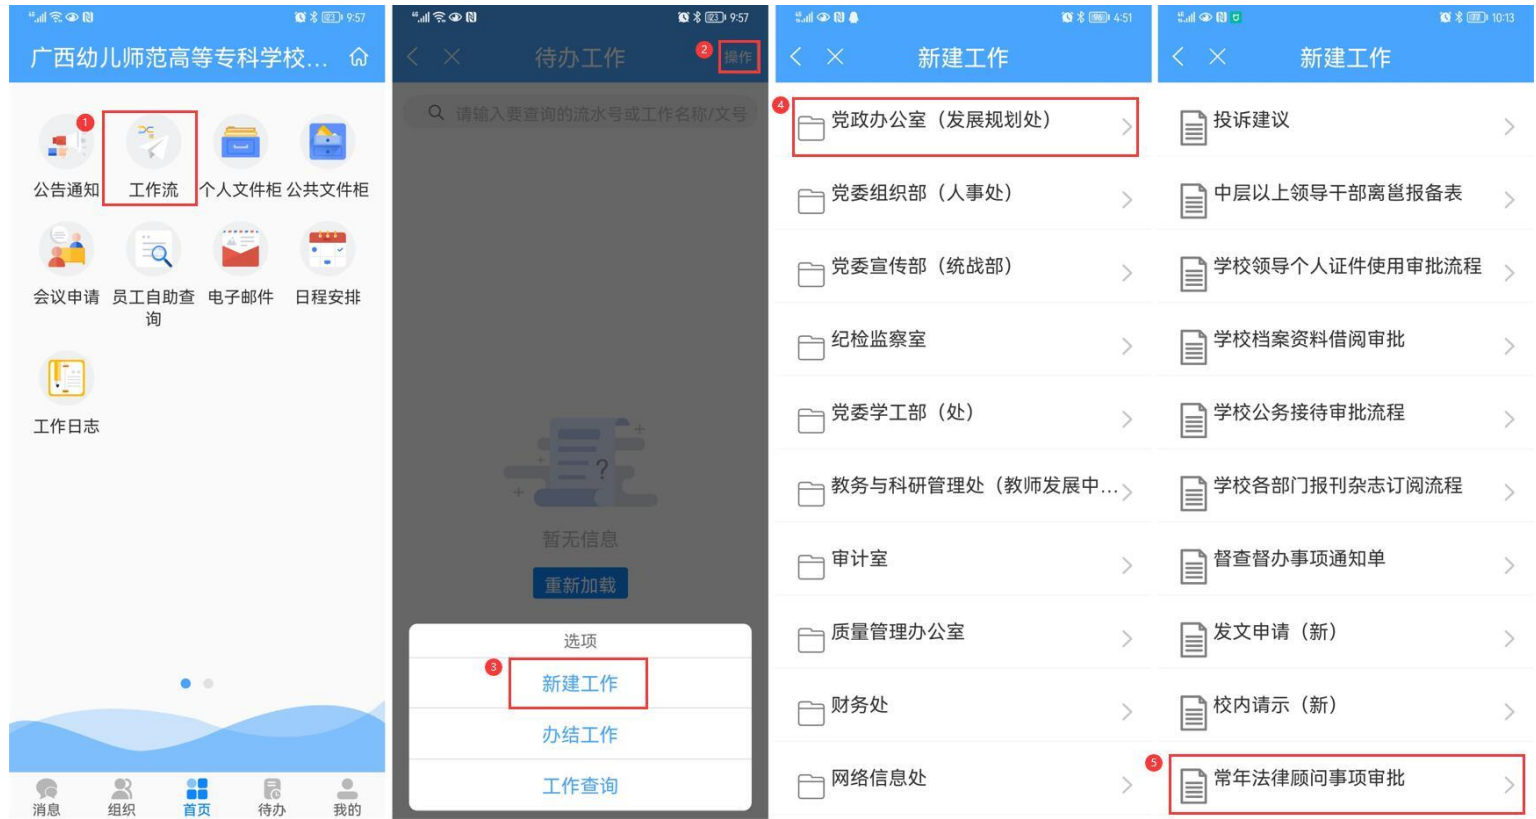 9:57
广西幼儿师范高等专科学校...
1
公告通知
工作流
个人文件柜
公共文件柜
会议申请
员工自助查
询
电子邮件
日程安排
工作日志
消息
组织
首页
待办
我的
9:57
待办工作
2
操作
请输入要查询的流水号或工作名称/文号
?
暂无信息
重新加载
选项
3
新建工作
办结工作
工作查询
4:51
新建工作
4
党政办公室（发展规划处）
党委组织部（人事处）
党委宣传部（统战部）
纪检监察室
党委学工部（处）
教务与科研管理处（教师发展中...
审计室
质量管理办公室
财务处
网络信息处
10:13
新建工作
投诉建议
中层以上领导干部离邕报备表
学校领导个人证件使用审批流程
学校档案资料借阅审批
学校公务接待审批流程
学校各部门报刊杂志订阅流程
督查督办事项通知单
发文申请（新）
校内请示（新）
5
常年法律顾问事项审批